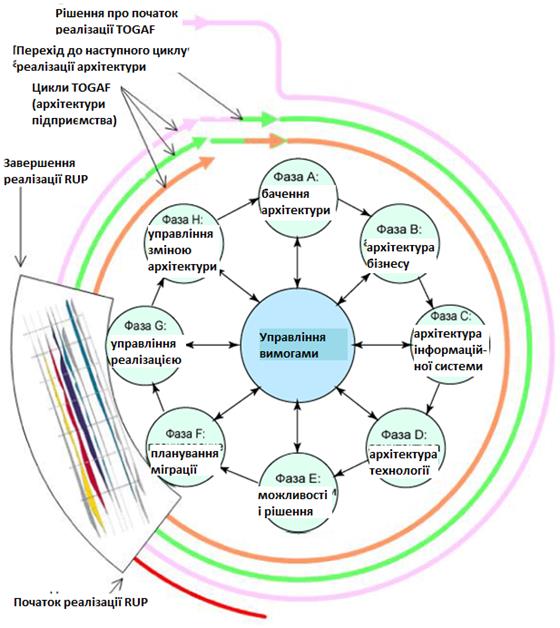 Рішення про початок
реалізації TOGAF
Перехід до наступного циклу
реалізації архітектури
Цикли TOGAF
(архітектури
підприємства)
Завершення
реалізації RUP
Фаза A:
бачення
архітектури
Фаза B:
архітектура
бізнесу
Фаза C:
архітектура
інформацій-
ної системи
Фаза D:
архітектура
технології
Фаза E:
можливості
і рішення
Фаза F:
планування
міграції
Фаза G:
управління
реалізацією
Фаза H:
управління
зміною
архітектури
Управління
вимогами
Початок реалізації RUP